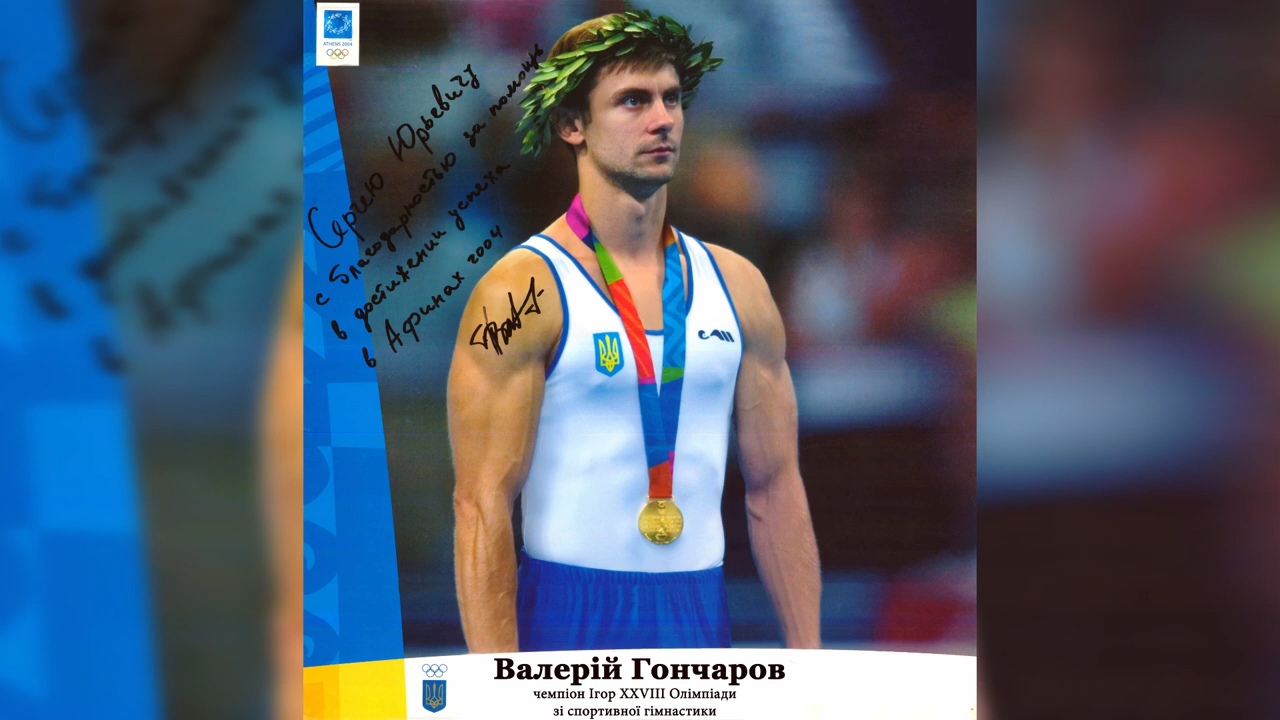 ATHENS 2004
Сергею Юрьевичу
с благодарностью за помощь
в достижении успеха
в Афинах 2004
Валерій Гончаров
чемпіон Ігор XXVIII Олімпіади
зі спортивної гімнастики